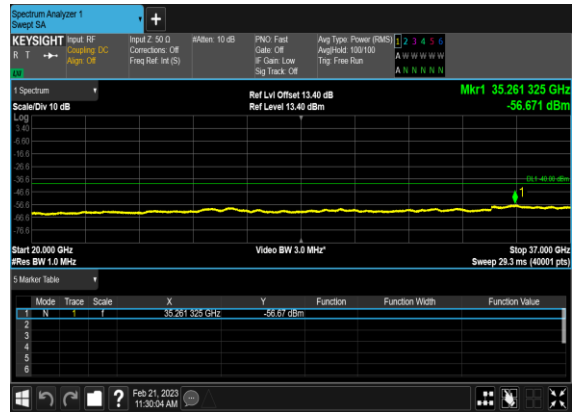 Spectrum Analyzer 1
Swept SA
+
KEYSIGHT Input: RF Input Z: 50 Ω #Atten: 10 dB PNO: Fast Avg Type: Power (RMS) 1 2 3 4 5 6
R T Coupling: DC Corrections: Off Gate: Off Avg|Hold: 100/100 A W W W W W
Align: Off Freq Ref: Int (S) IF Gain: Low Trig: Free Run
Sig Track: Off A N N N N N
1 Spectrum Ref Lvl Offset 13.40 dB Mkr1 35.261 325 GHz
Scale/Div 10 dB Ref Level 13.40 dBm -56.671 dBm
Log
3.40
-6.60
-16.6
-26.6
-36.6 DL1 -40.00 dBm
-46.6
1
-56.6
-66.6
-76.6
Start 20.000 GHz Video BW 3.0 MHz* Stop 37.000 GHz
#Res BW 1.0 MHz Sweep 29.3 ms (40001 pts)
5 Marker Table
Mode Trace Scale X Y Function Function Width Function Value
1 N 1 f 35.261 325 GHz -56.67 dBm
2
3
4
5
6
? Feb 21, 2023
11:30:04 AM